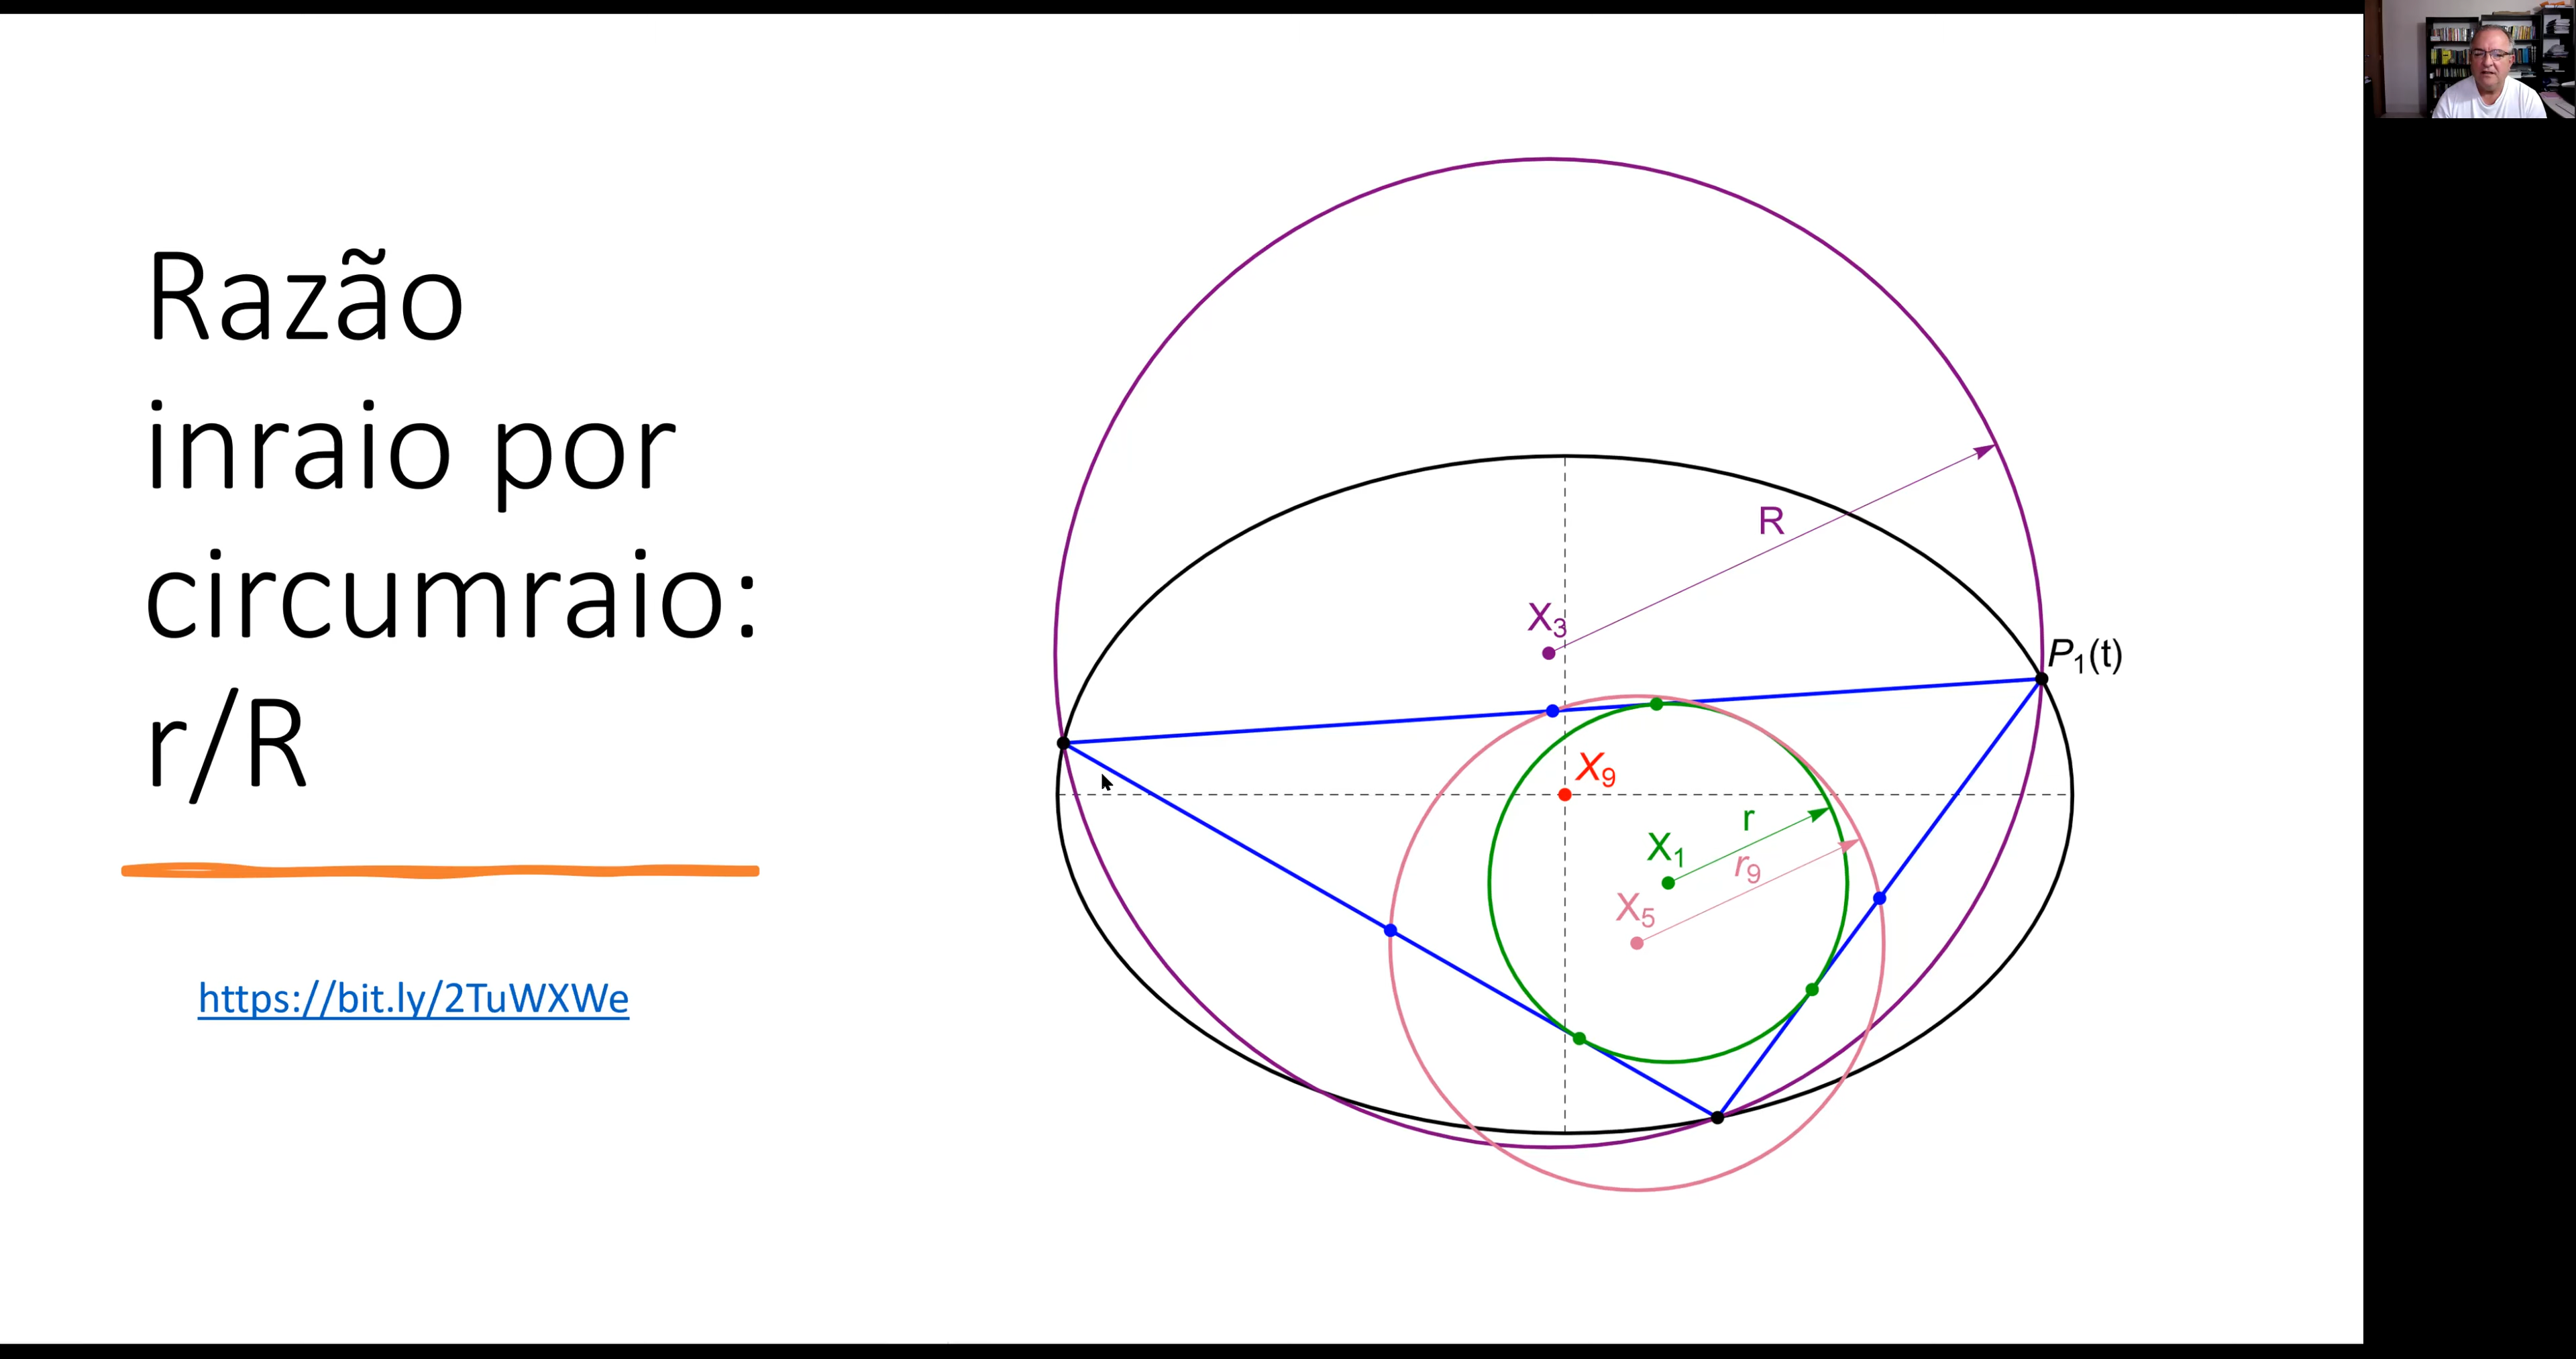 Razão
inraio por
circumraio:
r/R
https://bit.ly/2TuWXWe
R
X3
P1(t)
X9
r
X1
r9
X5